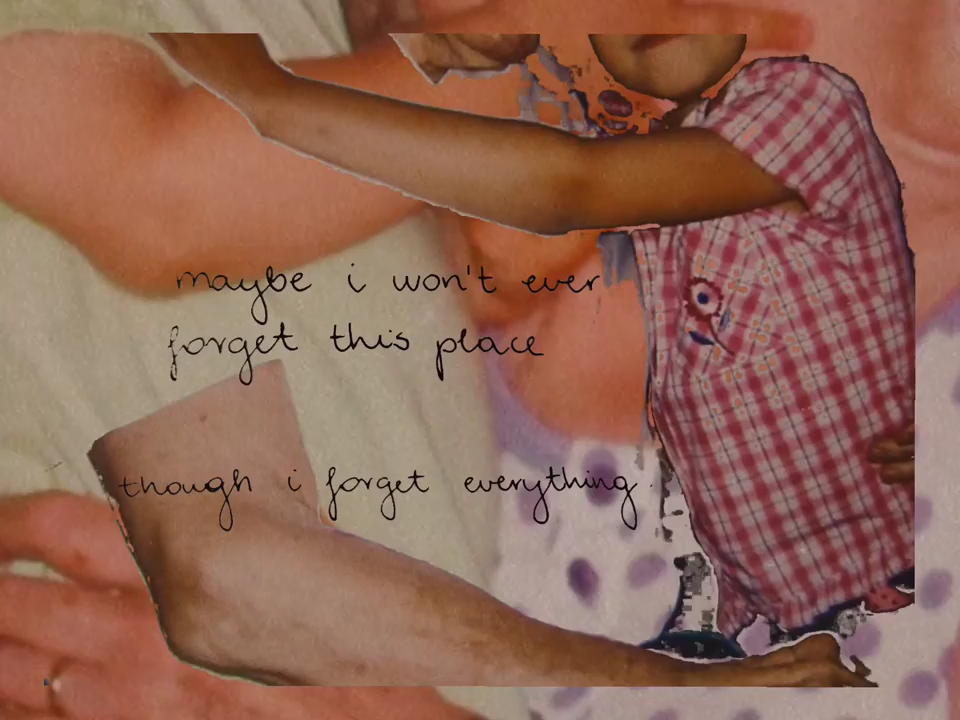 maybe i won't ever
forget this place
though i forget everything.